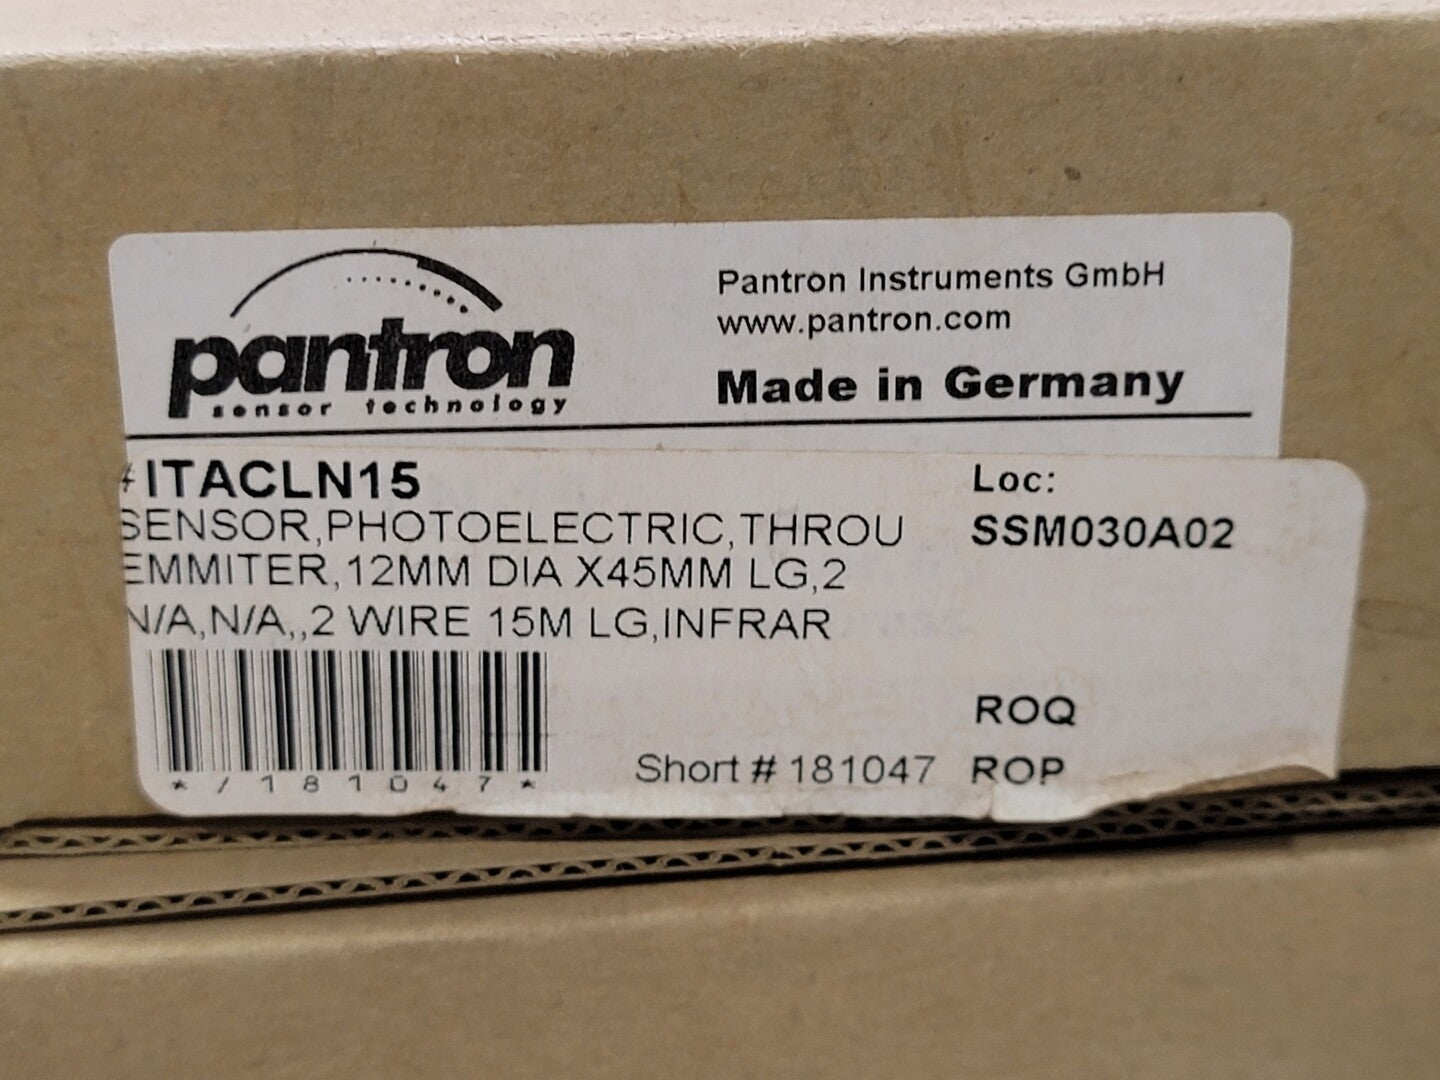 pantron
sensor technology
Pantron Instruments GmbH
www.pantron.com
Made in Germany
#ITACLN15
SENSOR,PHOTOELECTRIC,THROU
EMMITER,12MM DIA X45MM LG,2
N/A,N/A,,2 WIRE 15M LG,INFRAR
*/181047*
Short # 181047
Loc:
SSM030A02
ROQ
ROP